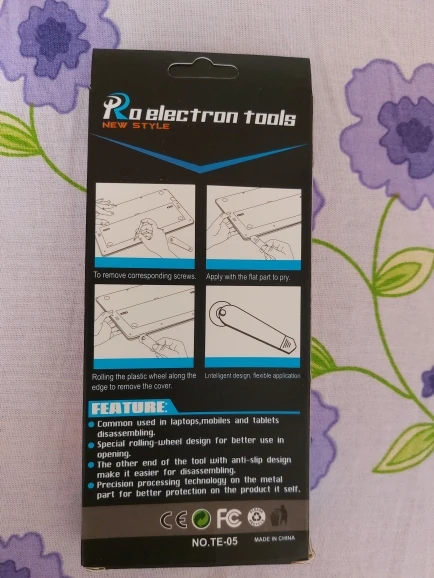 Pro electron tools
NEW STYLE
To remove corresponding screws.
Apply with the flat part to pry.
Rolling the plastic wheel along the
edge to remove the cover.
Lntelligent design, flexible application
FEATURE:
Common used in laptops,mobiles and tablets
disassembling.
Special rolling-wheel design for better use in
opening.
The other end of the tool with anti-slip design
make it easier for disassembling.
Precision processing technology on the metal
part for better protection on the product it self.
CE FC
NO.TE-05
MADE IN CHINA